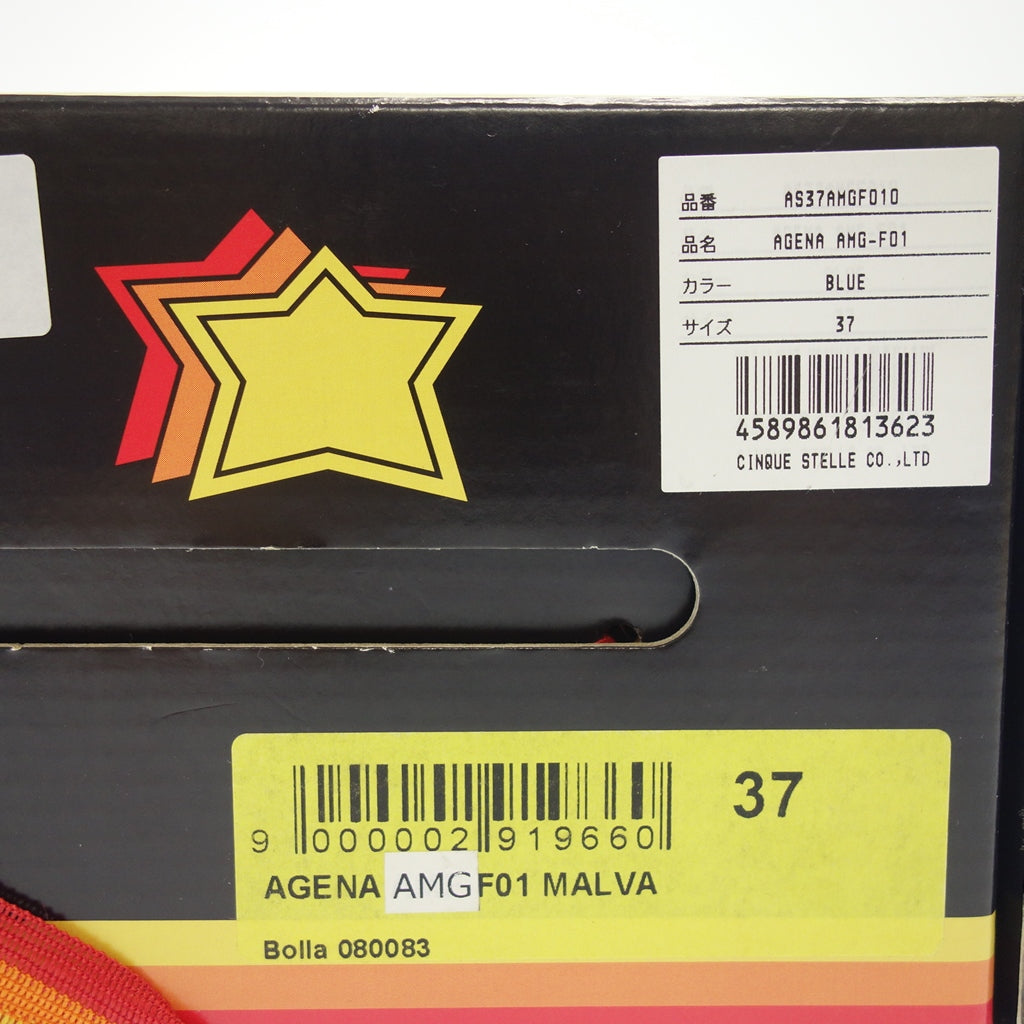 品番 AS37AMGF010
品名 AGENA AMG-F01
カラー BLUE
サイズ 37
4589861813623
CINQUE STELLE CO.,LTD
9 000002 919660
37
AGENA AMGF01 MALVA
Bolla 080083